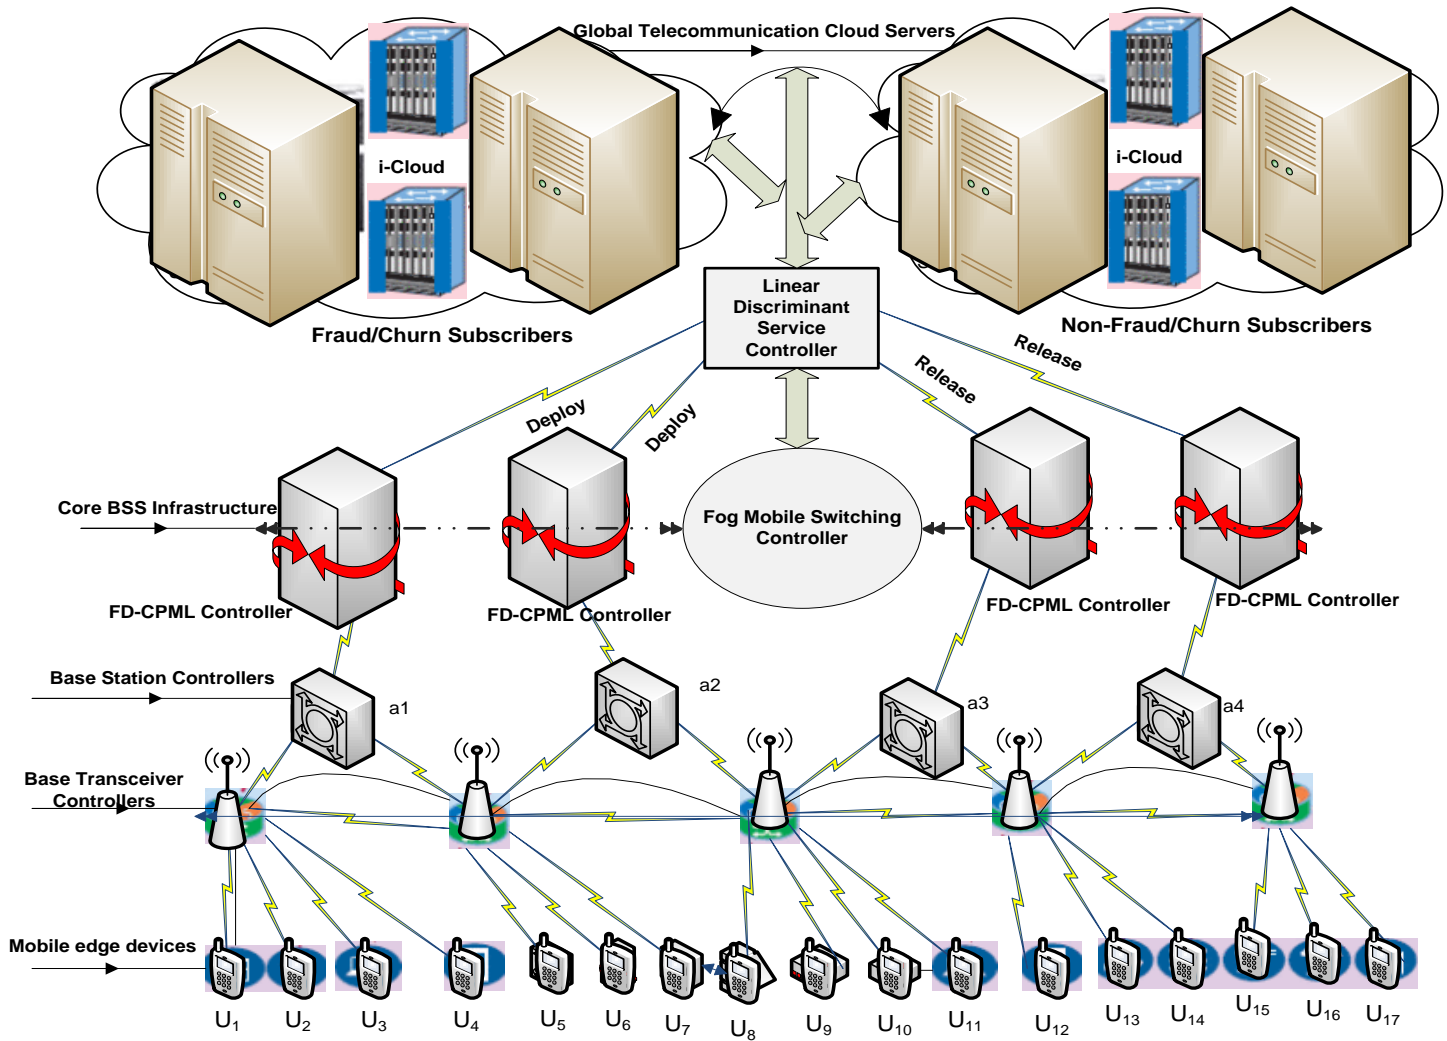 Global Telecommunication Cloud Servers
i-Cloud
i-Cloud
Fraud/Churn Subscribers
Non-Fraud/Churn Subscribers
Linear
Discriminant
Service
Controller
Deploy
Deploy
Release
Release
Core BSS Infrastructure
Fog Mobile Switching
Controller
FD-CPML Controller
FD-CPML Controller
FD-CPML Controller
FD-CPML Controller
Base Station Controllers
a1
a2
a3
a4
Base Transceiver
Controllers
Mobile edge devices
U1
U2
U3
U4
U5
U6
U7
U8
U9
U10
U11
U12
U13
U14
U15
U16
U17